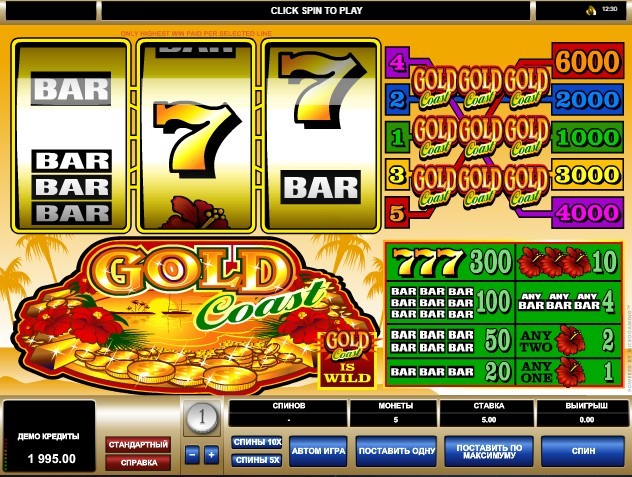 CLICK SPIN TO PLAY
12:30
ONLY HIGHEST WIN PAID PER SELECTED LINE
BAR
BAR
BAR
BAR
BAR
7
7
BAR
4
2
1
3
5
GOLD Coast GOLD Coast GOLD Coast
GOLD Coast GOLD Coast GOLD Coast
GOLD Coast GOLD Coast GOLD Coast
6000
2000
1000
3000
4000
GOLD
Coast
GOLD
Coast
IS
WILD
777 300
10
BAR BAR BAR
BAR BAR BAR
BAR BAR BAR
100
ANY ANY ANY
BAR BAR BAR
4
BAR BAR BAR
BAR BAR BAR
50
ANY
TWO
2
BAR BAR BAR 20
ANY
ONE
1
ДЕМО КРЕДИТЫ
1 995.00
СТАНДАРТНЫЙ
СПРАВКА
1
СПИНОВ
-
МОНЕТЫ
5
СТАВКА
5.00
ВЫИГРЫШ
0.00
СПИНЫ 10X
СПИНЫ 5X
АВТОМ ИГРА
ПОСТАВИТЬ ОДНУ
ПОСТАВИТЬ ПО
МАКСИМУМУ
СПИН